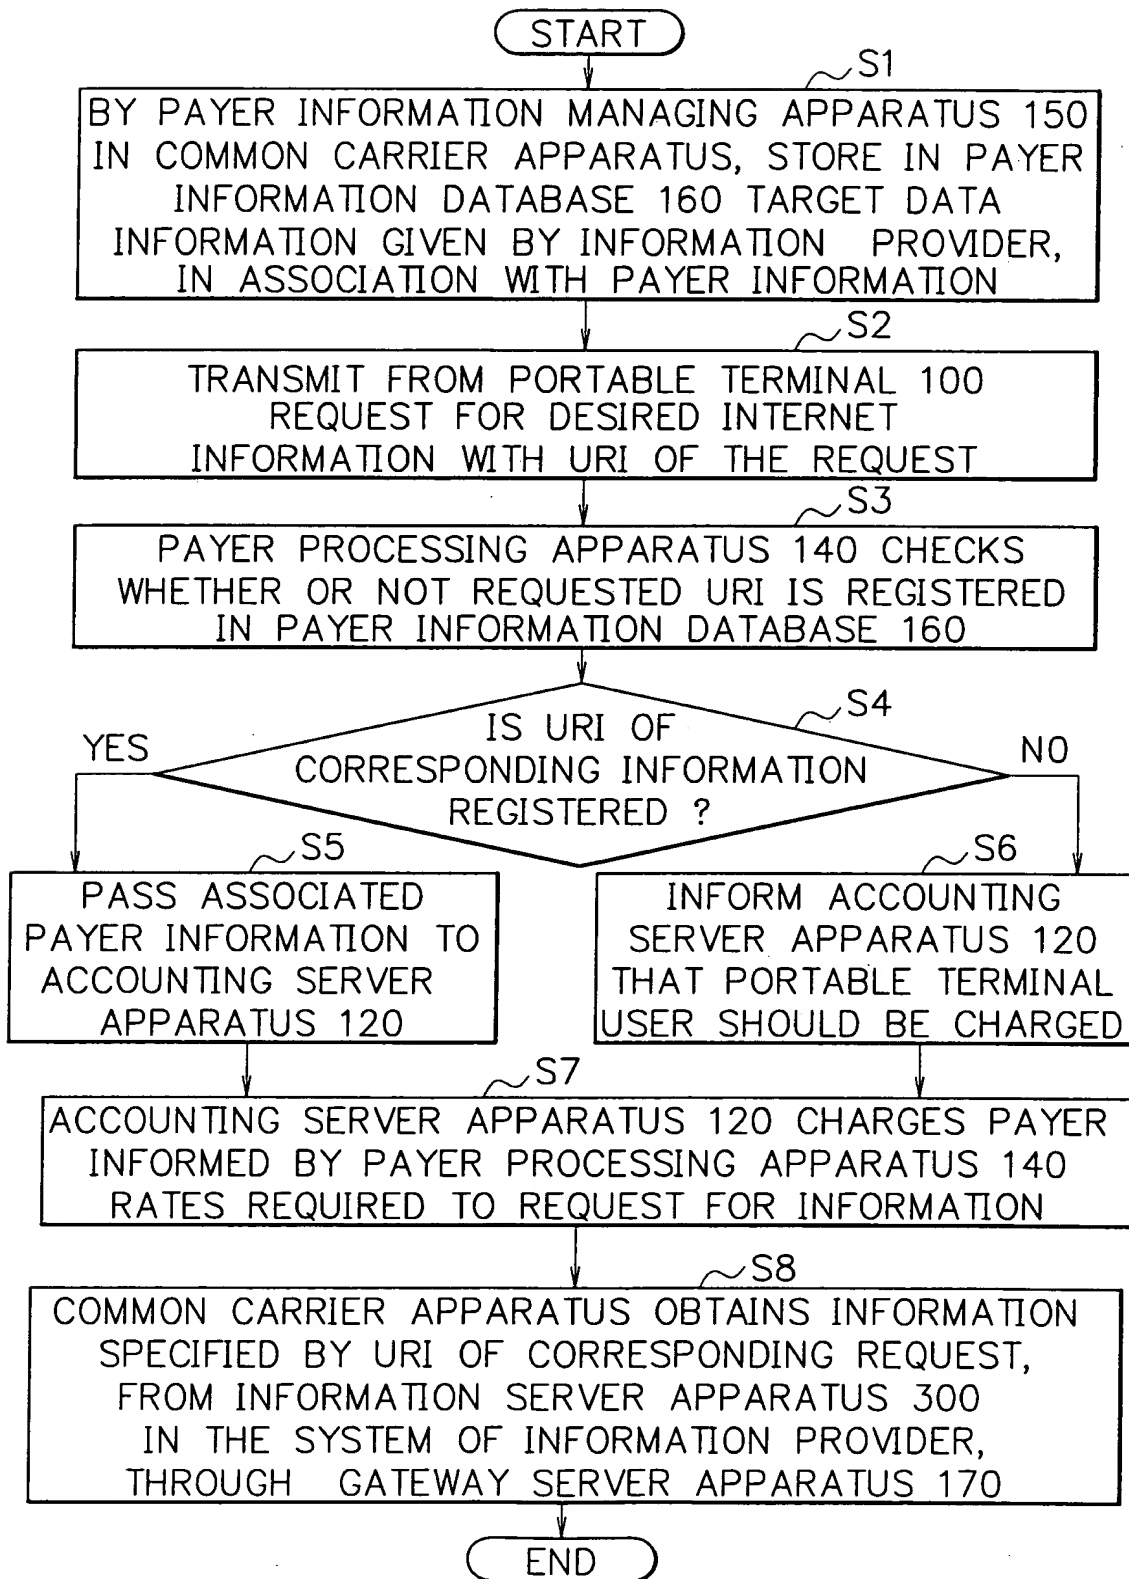 START
S1
BY PAYER INFORMATION MANAGING APPARATUS 150
IN COMMON CARRIER APPARATUS, STORE IN PAYER
INFORMATION DATABASE 160 TARGET DATA
INFORMATION GIVEN BY INFORMATION PROVIDER,
IN ASSOCIATION WITH PAYER INFORMATION
S2
TRANSMIT FROM PORTABLE TERMINAL 100
REQUEST FOR DESIRED INTERNET
INFORMATION WITH URI OF THE REQUEST
S3
PAYER PROCESSING APPARATUS 140 CHECKS
WHETHER OR NOT REQUESTED URI IS REGISTERED
IN PAYER INFORMATION DATABASE 160
S4
IS URI OF
CORRESPONDING INFORMATION
REGISTERED ?
YES
NO
S5
PASS ASSOCIATED
PAYER INFORMATION TO
ACCOUNTING SERVER
APPARATUS 120
S6
INFORM ACCOUNTING
SERVER APPARATUS 120
THAT PORTABLE TERMINAL
USER SHOULD BE CHARGED
S7
ACCOUNTING SERVER APPARATUS 120 CHARGES PAYER
INFORMED BY PAYER PROCESSING APPARATUS 140
RATES REQUIRED TO REQUEST FOR INFORMATION
S8
COMMON CARRIER APPARATUS OBTAINS INFORMATION
SPECIFIED BY URI OF CORRESPONDING REQUEST,
FROM INFORMATION SERVER APPARATUS 300
IN THE SYSTEM OF INFORMATION PROVIDER,
THROUGH GATEWAY SERVER APPARATUS 170
END